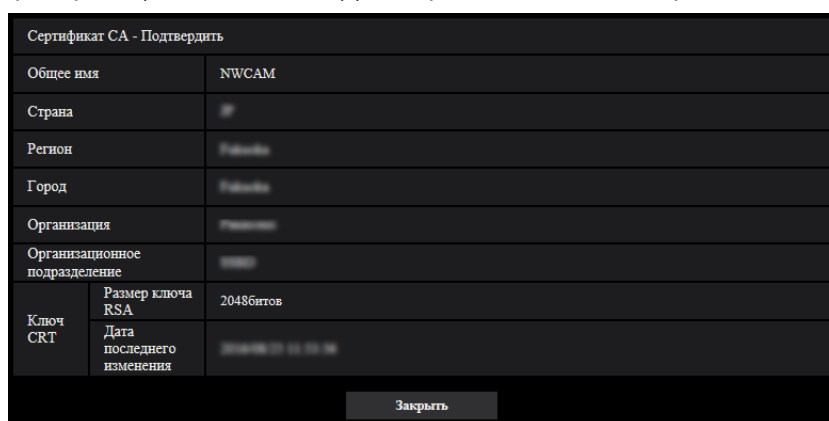 Сертификат CA - Подтвердить
Общее имя NWCAM
Страна
Регион
Город
Организация
Организационное
подразделение
Ключ
CRT
Размер ключа
RSA
2048битов
Дата
последнего
изменения
Закрыть